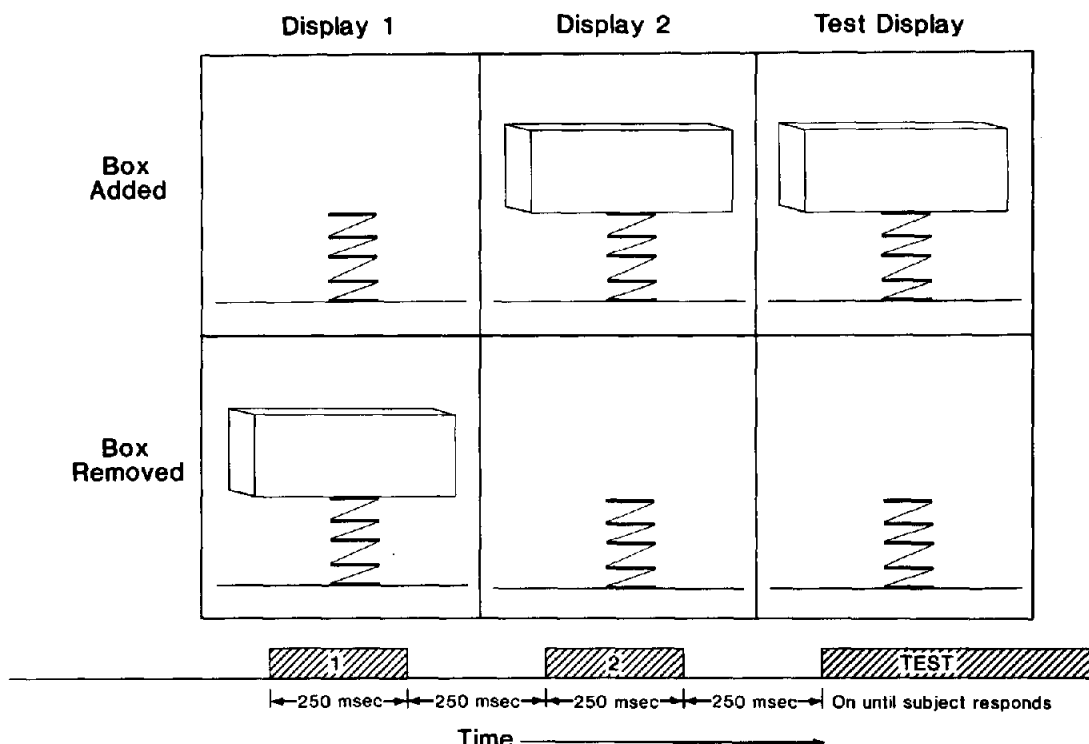 Display 1 Display 2 Test Display
Box
Added
Box
Removed
1 2 TEST
250 msec 250 msec 250 msec 250 msec On until subject responds
Time